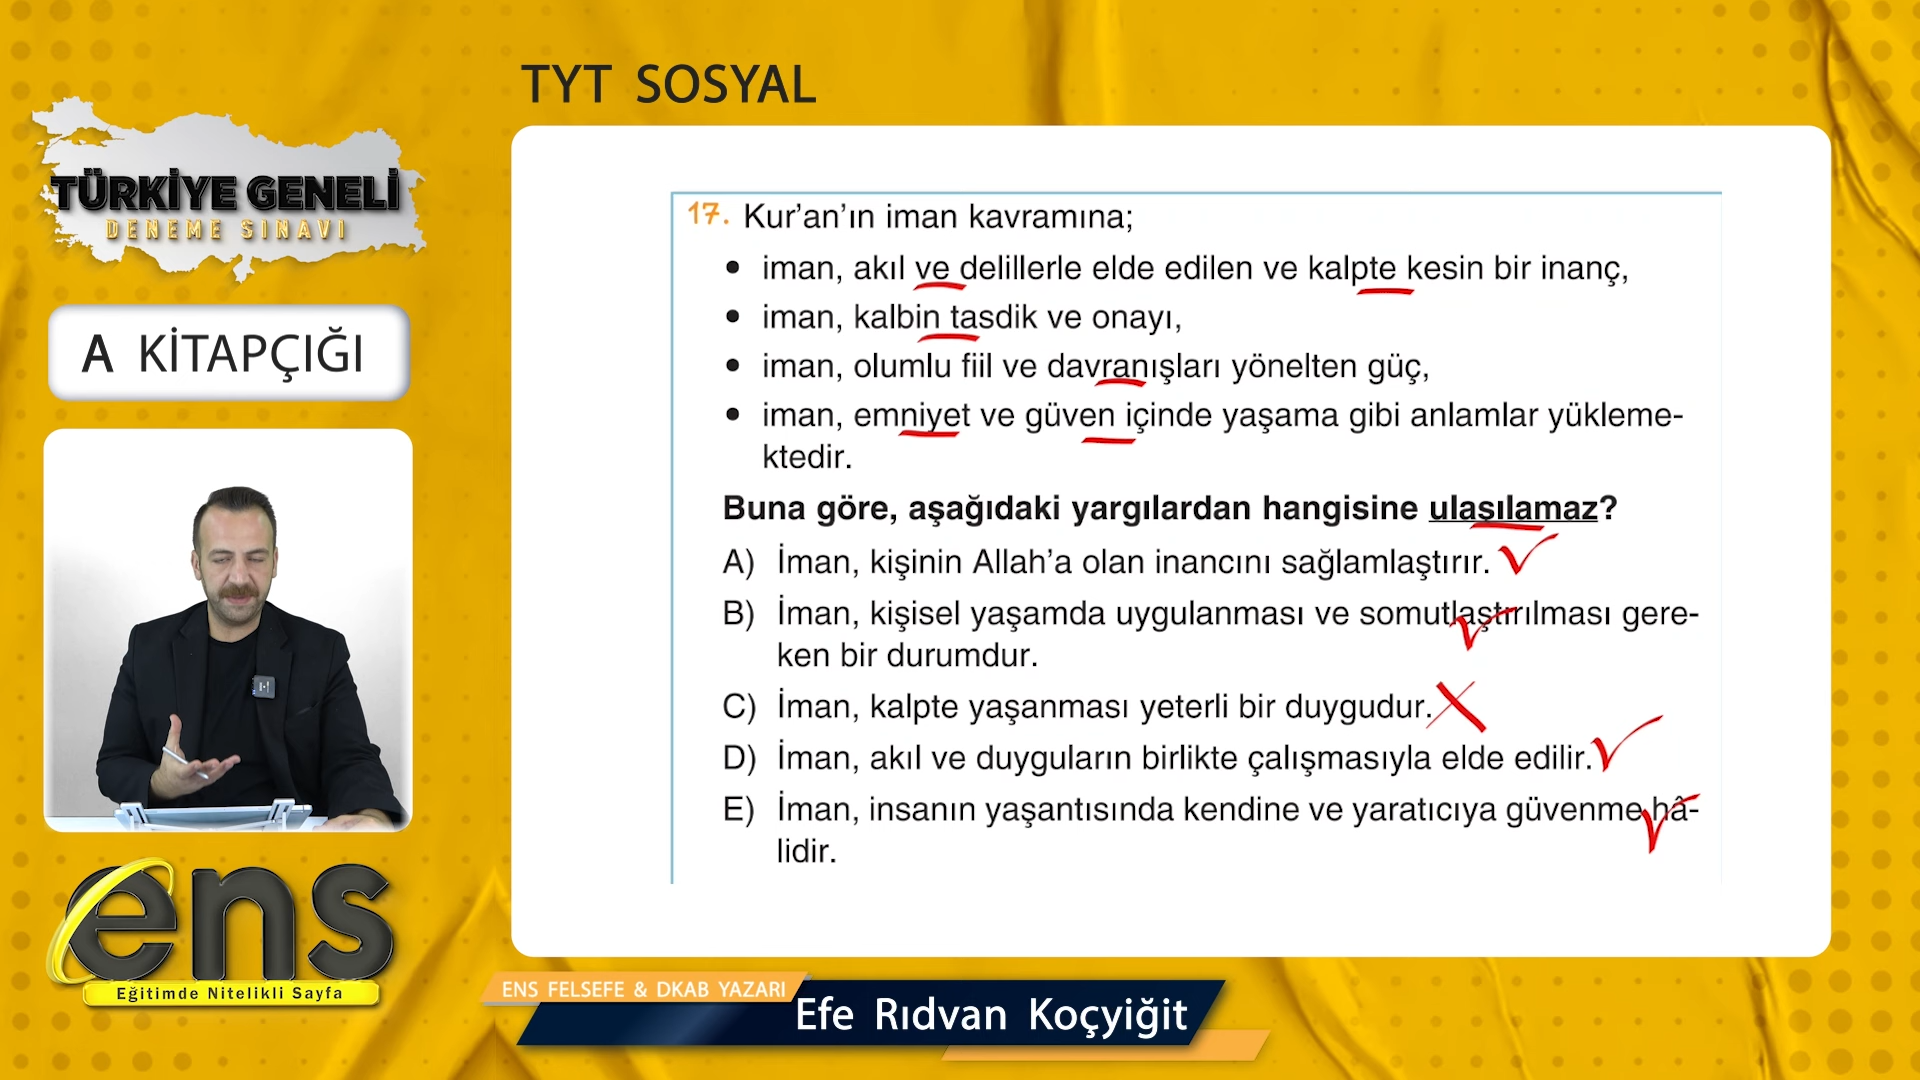 TYT SOSYAL
TÜRKİYE GENELİ
DENEME SINAVI
A KİTAPÇIĞI
17. Kur'an'ın iman kavramına;
• iman, akıl ve delillerle elde edilen ve kalpte kesin bir inanç,
• iman, kalbin tasdik ve onayı,
• iman, olumlu fiil ve davranışları yönelten güç,
• iman, emniyet ve güven içinde yaşama gibi anlamlar yükleme-
ktedir.
Buna göre, aşağıdaki yargılardan hangisine ulaşılamaz?
A) İman, kişinin Allah'a olan inancını sağlamlaştırır.
B) İman, kişisel yaşamda uygulanması ve somutlaştırılması gere-
ken bir durumdur.
C) İman, kalpte yaşanması yeterli bir duygudur.
D) İman, akıl ve duyguların birlikte çalışmasıyla elde edilir.
E) İman, insanın yaşantısında kendine ve yaratıcıya güvenme hâ-
lidir.
ens
Eğitimde Nitelikli Sayfa
ENS FELSEFE & DKAB YAZARI
Efe Rıdvan Koçyiğit